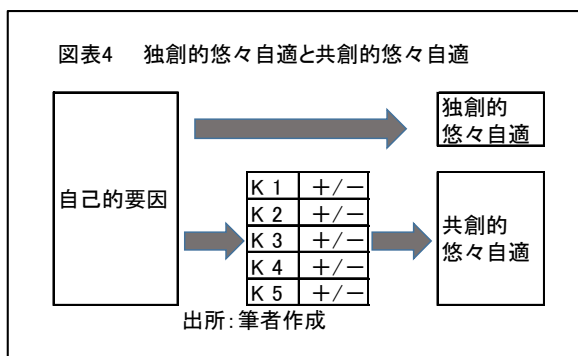 図表4 独創的悠々自適と共創的悠々自適
独創的
悠々自適
自己的要因
K 1 +/−
K 2 +/−
K 3 +/−
K 4 +/−
K 5 +/−
共創的
悠々自適
出所:筆者作成